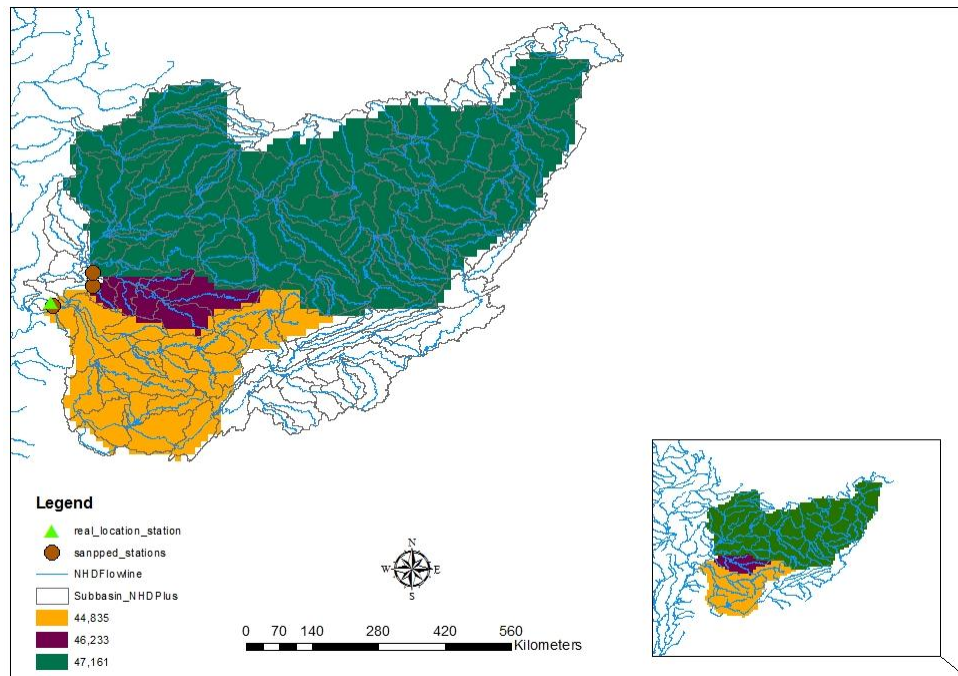 Legend
real_location_station
sanpped_stations
NHDFlowline
Subbasin_NHDPlus
44,835
46,233
47,161
N
W E
S
0 70 140 280 420 560
Kilometers